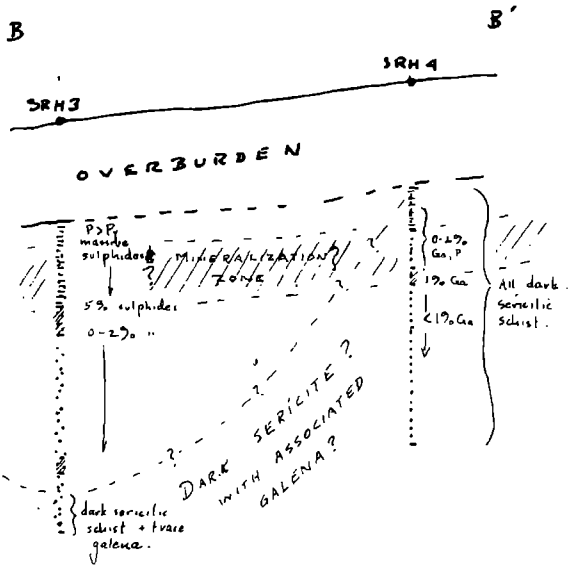 B
B'
SRH 3
SRH 4
OVERBURDEN
P>Py
massive
sulphides
MINERALIZATION
ZONE
5% sulphides
0-2% "
0-2%
Ga, P
1% Ga
<1% Ga
All dark
sericitic
schist.
DARK SERICITE?
WITH ASSOCIATED
GALENA?
dark sericitic
schist + trace
galena.